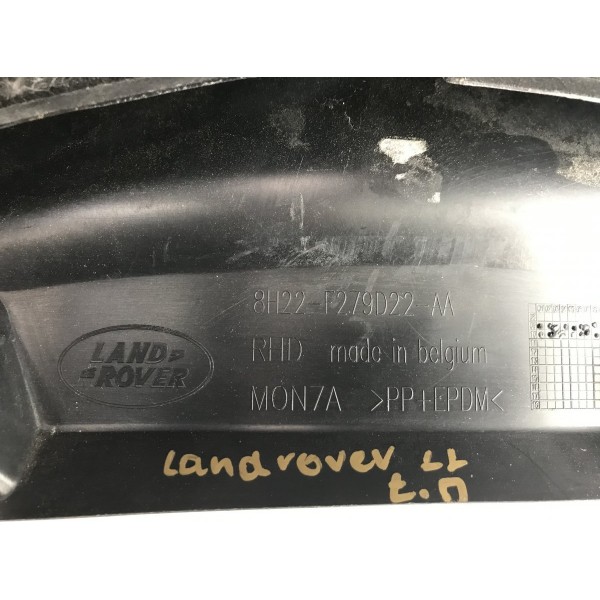 8H22-F279D22-AA
LAND
ROVER
RHD made in belgium
MON7A >PP+EPDM<
Landrover LL
t.п